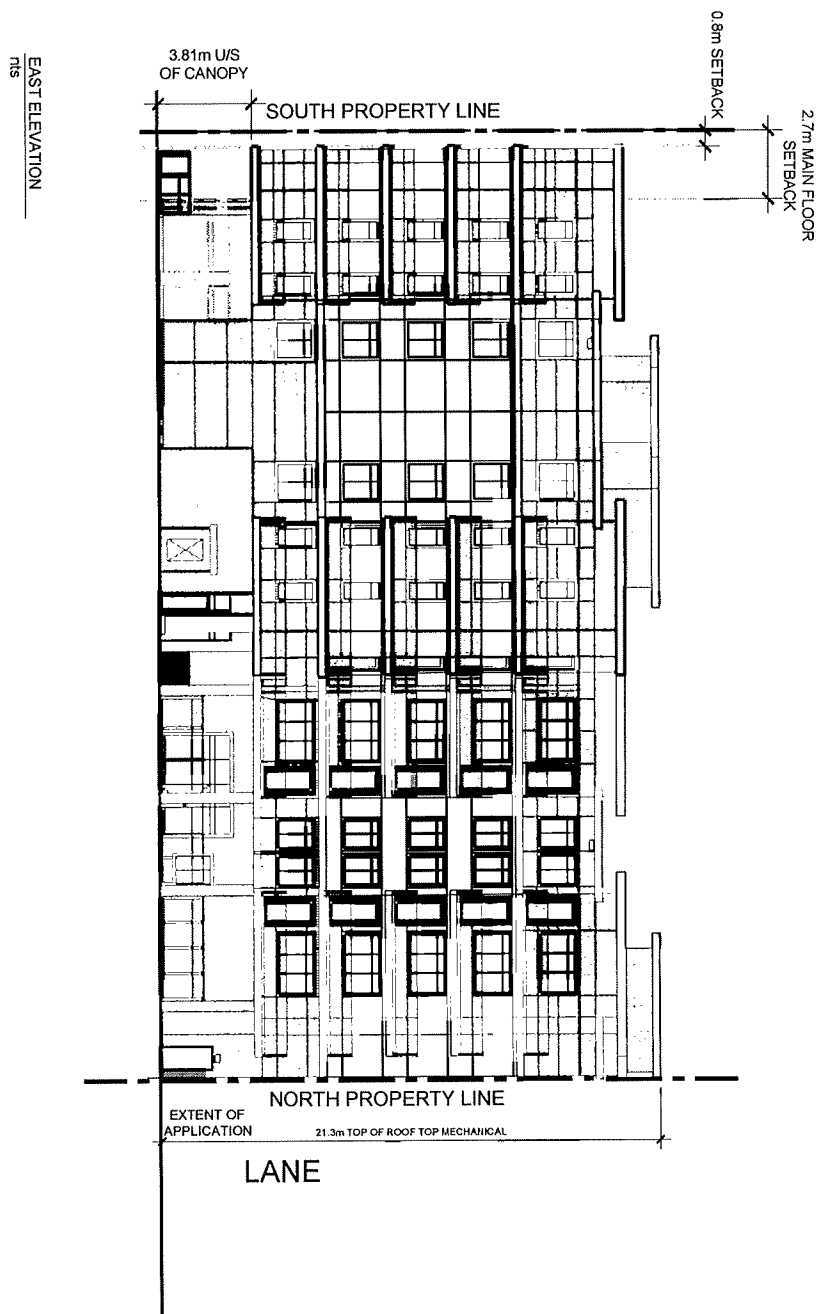 0.8m SETBACK
2.7m MAIN FLOOR
SETBACK
3.81m U/S
OF CANOPY
SOUTH PROPERTY LINE
EAST ELEVATION
nts
NORTH PROPERTY LINE
EXTENT OF
APPLICATION
21.3m TOP OF ROOF TOP MECHANICAL
LANE